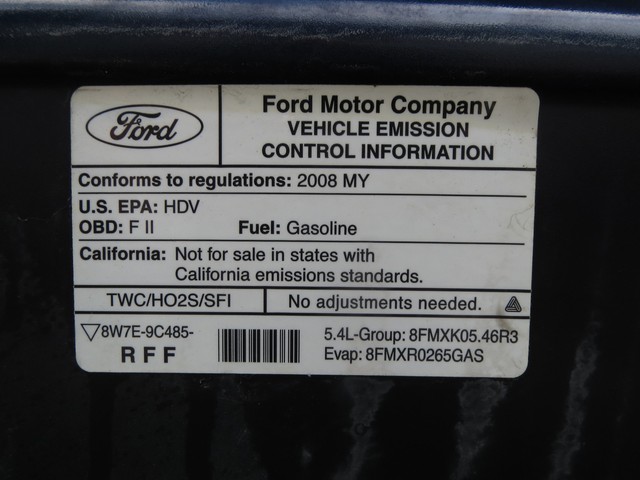 Ford
Ford Motor Company
VEHICLE EMISSION
CONTROL INFORMATION
Conforms to regulations: 2008 MY
U.S. EPA: HDV
OBD: F II Fuel: Gasoline
California: Not for sale in states with
California emissions standards.
TWC/HO2S/SFI No adjustments needed.
8W7E-9C485-
RFF
5.4L-Group: 8FMXK05.46R3
Evap: 8FMXR0265GAS